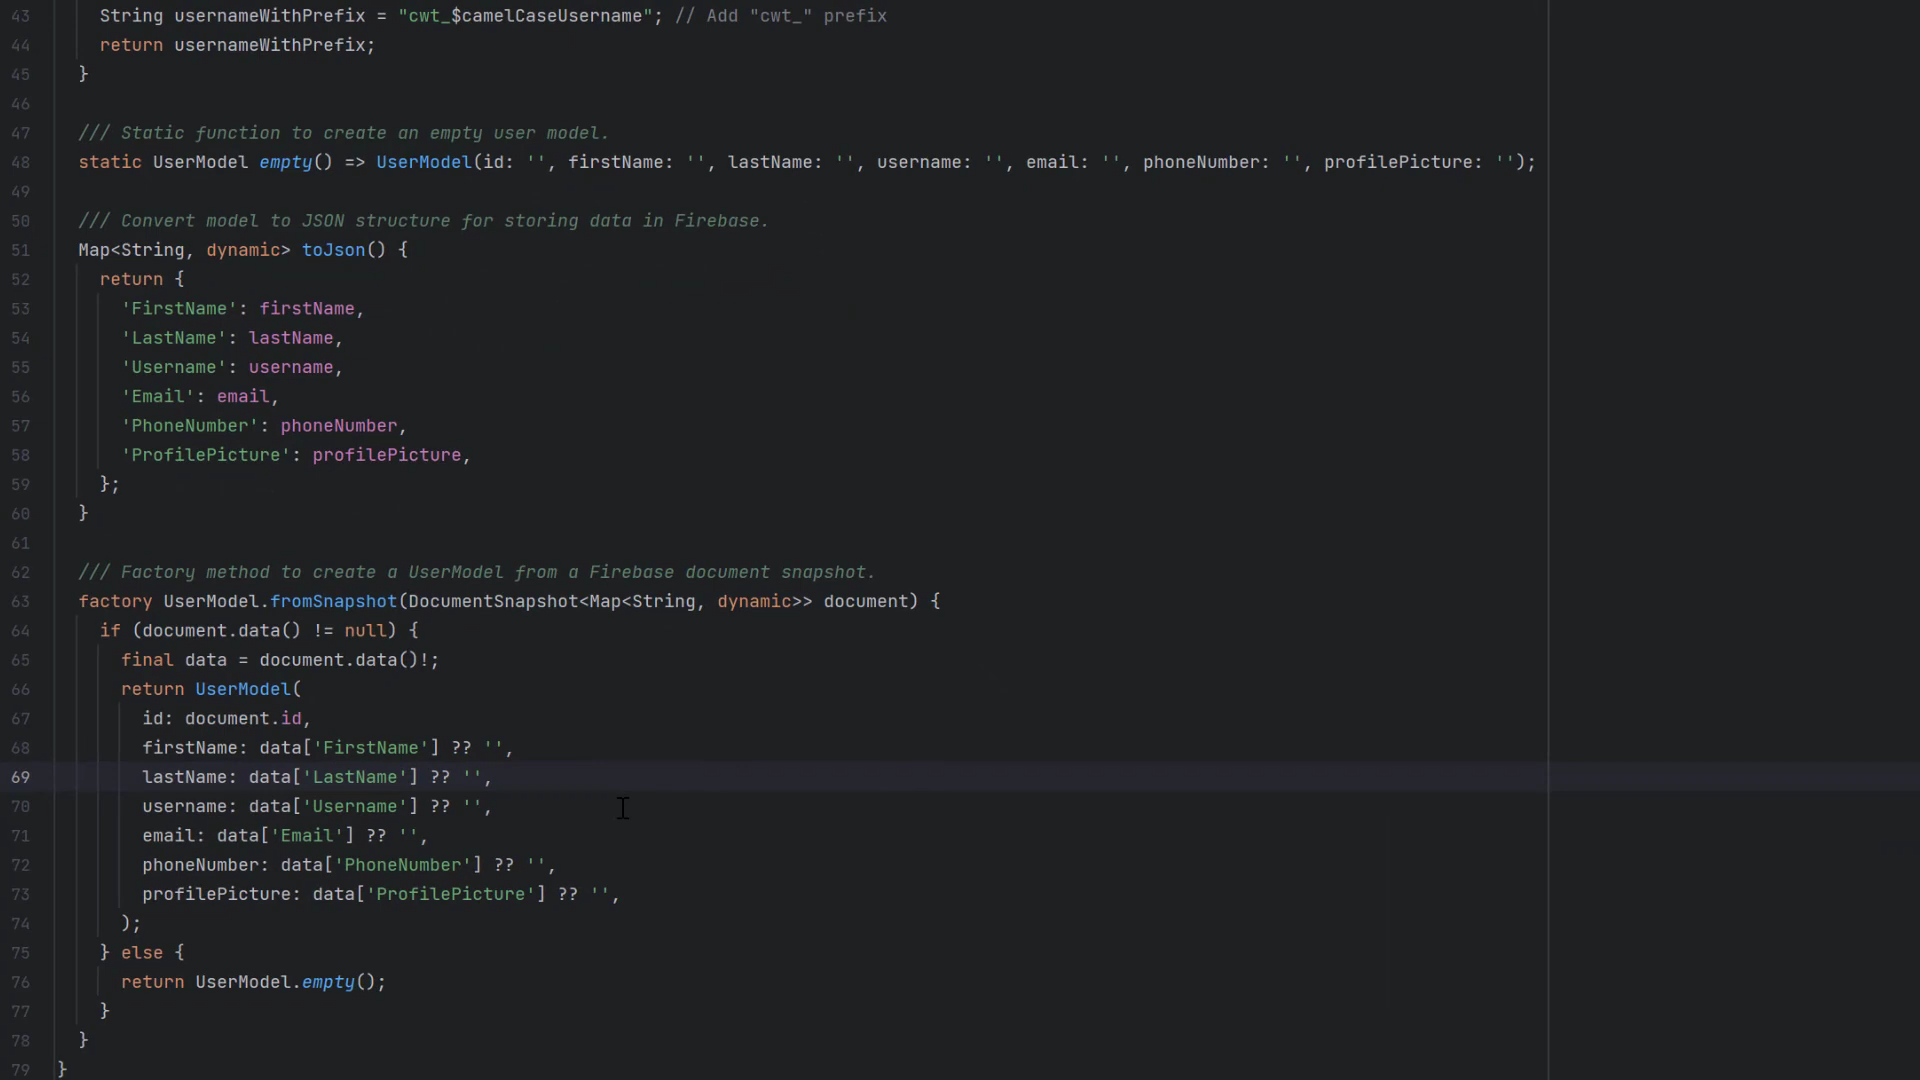 43 String usernameWithPrefix = "cwt_$camelCaseUsername"; // Add "cwt_" prefix
44 return usernameWithPrefix;
45 }
46
47 /// Static function to create an empty user model.
48 static UserModel empty() => UserModel(id: '', firstName: '', lastName: '', username: '', email: '', phoneNumber: '', profilePicture: '');
49
50 /// Convert model to JSON structure for storing data in Firebase.
51 Map<String, dynamic> toJson() {
52 return {
53 'FirstName': firstName,
54 'LastName': lastName,
55 'Username': username,
56 'Email': email,
57 'PhoneNumber': phoneNumber,
58 'ProfilePicture': profilePicture,
59 };
60 }
61
62 /// Factory method to create a UserModel from a Firebase document snapshot.
63 factory UserModel.fromSnapshot(DocumentSnapshot<Map<String, dynamic>> document) {
64 if (document.data() != null) {
65 final data = document.data()!;
66 return UserModel(
67 id: document.id,
68 firstName: data['FirstName'] ?? '',
69 lastName: data['LastName'] ?? '',
70 username: data['Username'] ?? '',
71 email: data['Email'] ?? '',
72 phoneNumber: data['PhoneNumber'] ?? '',
73 profilePicture: data['ProfilePicture'] ?? '',
74 );
75 } else {
76 return UserModel.empty();
77 }
78 }
79 }